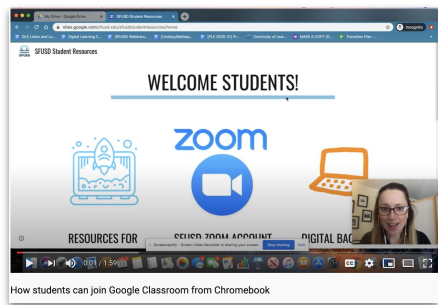 My Drive - Google Drive
SFUSD Student Resources
sites.google.com/sfusd.edu/sfusdstudentresources/home
Incognito
SFUSD Student Resources
WELCOME STUDENTS!
zoom
RESOURCES FOR
SFUSD ZOOM ACCOUNT
DIGITAL BAC
Screencastify - Screen Video Recorder is sharing your screen.
Stop sharing
Hide
0:01 / 1:59
How students can join Google Classroom from Chromebook